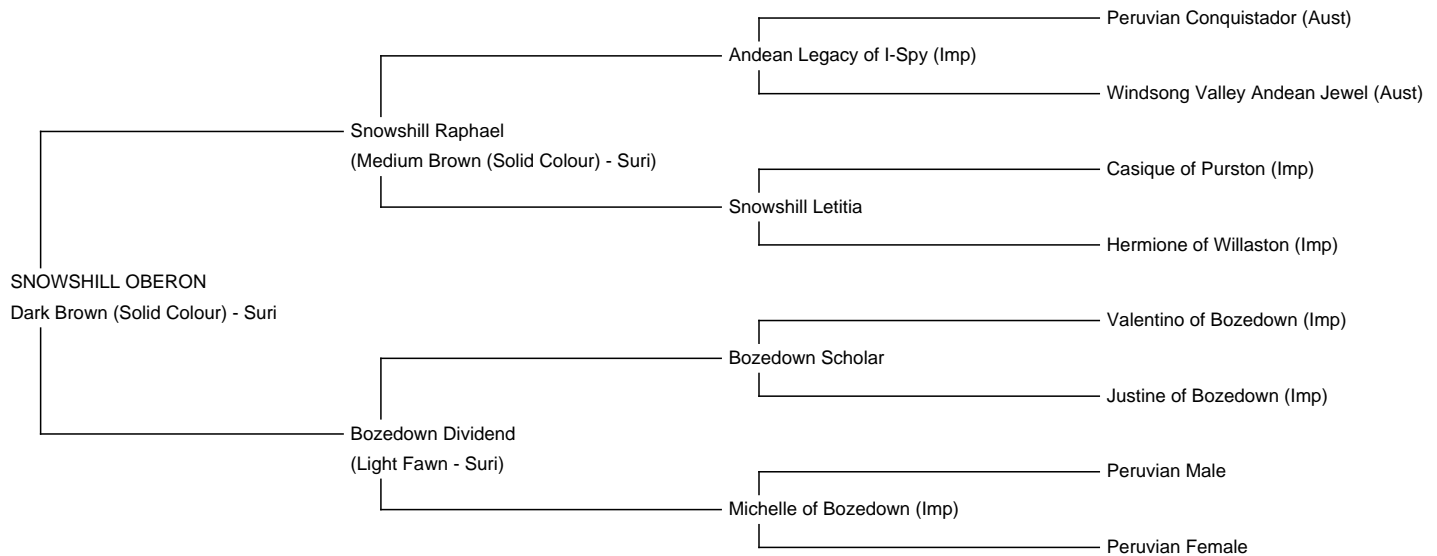 Peruvian Conquistador (Aust)
Andean Legacy of I-Spy (Imp)
Windsong Valley Andean Jewel (Aust)
Snowshill Raphael
(Medium Brown (Solid Colour) - Suri)
Casique of Purston (Imp)
Snowshill Letitia
Hermione of Willaston (Imp)
SNOWSHILL OBERON
Dark Brown (Solid Colour) - Suri
Valentino of Bozedown (Imp)
Bozedown Scholar
Justine of Bozedown (Imp)
Bozedown Dividend
(Light Fawn - Suri)
Peruvian Male
Michelle of Bozedown (Imp)
Peruvian Female